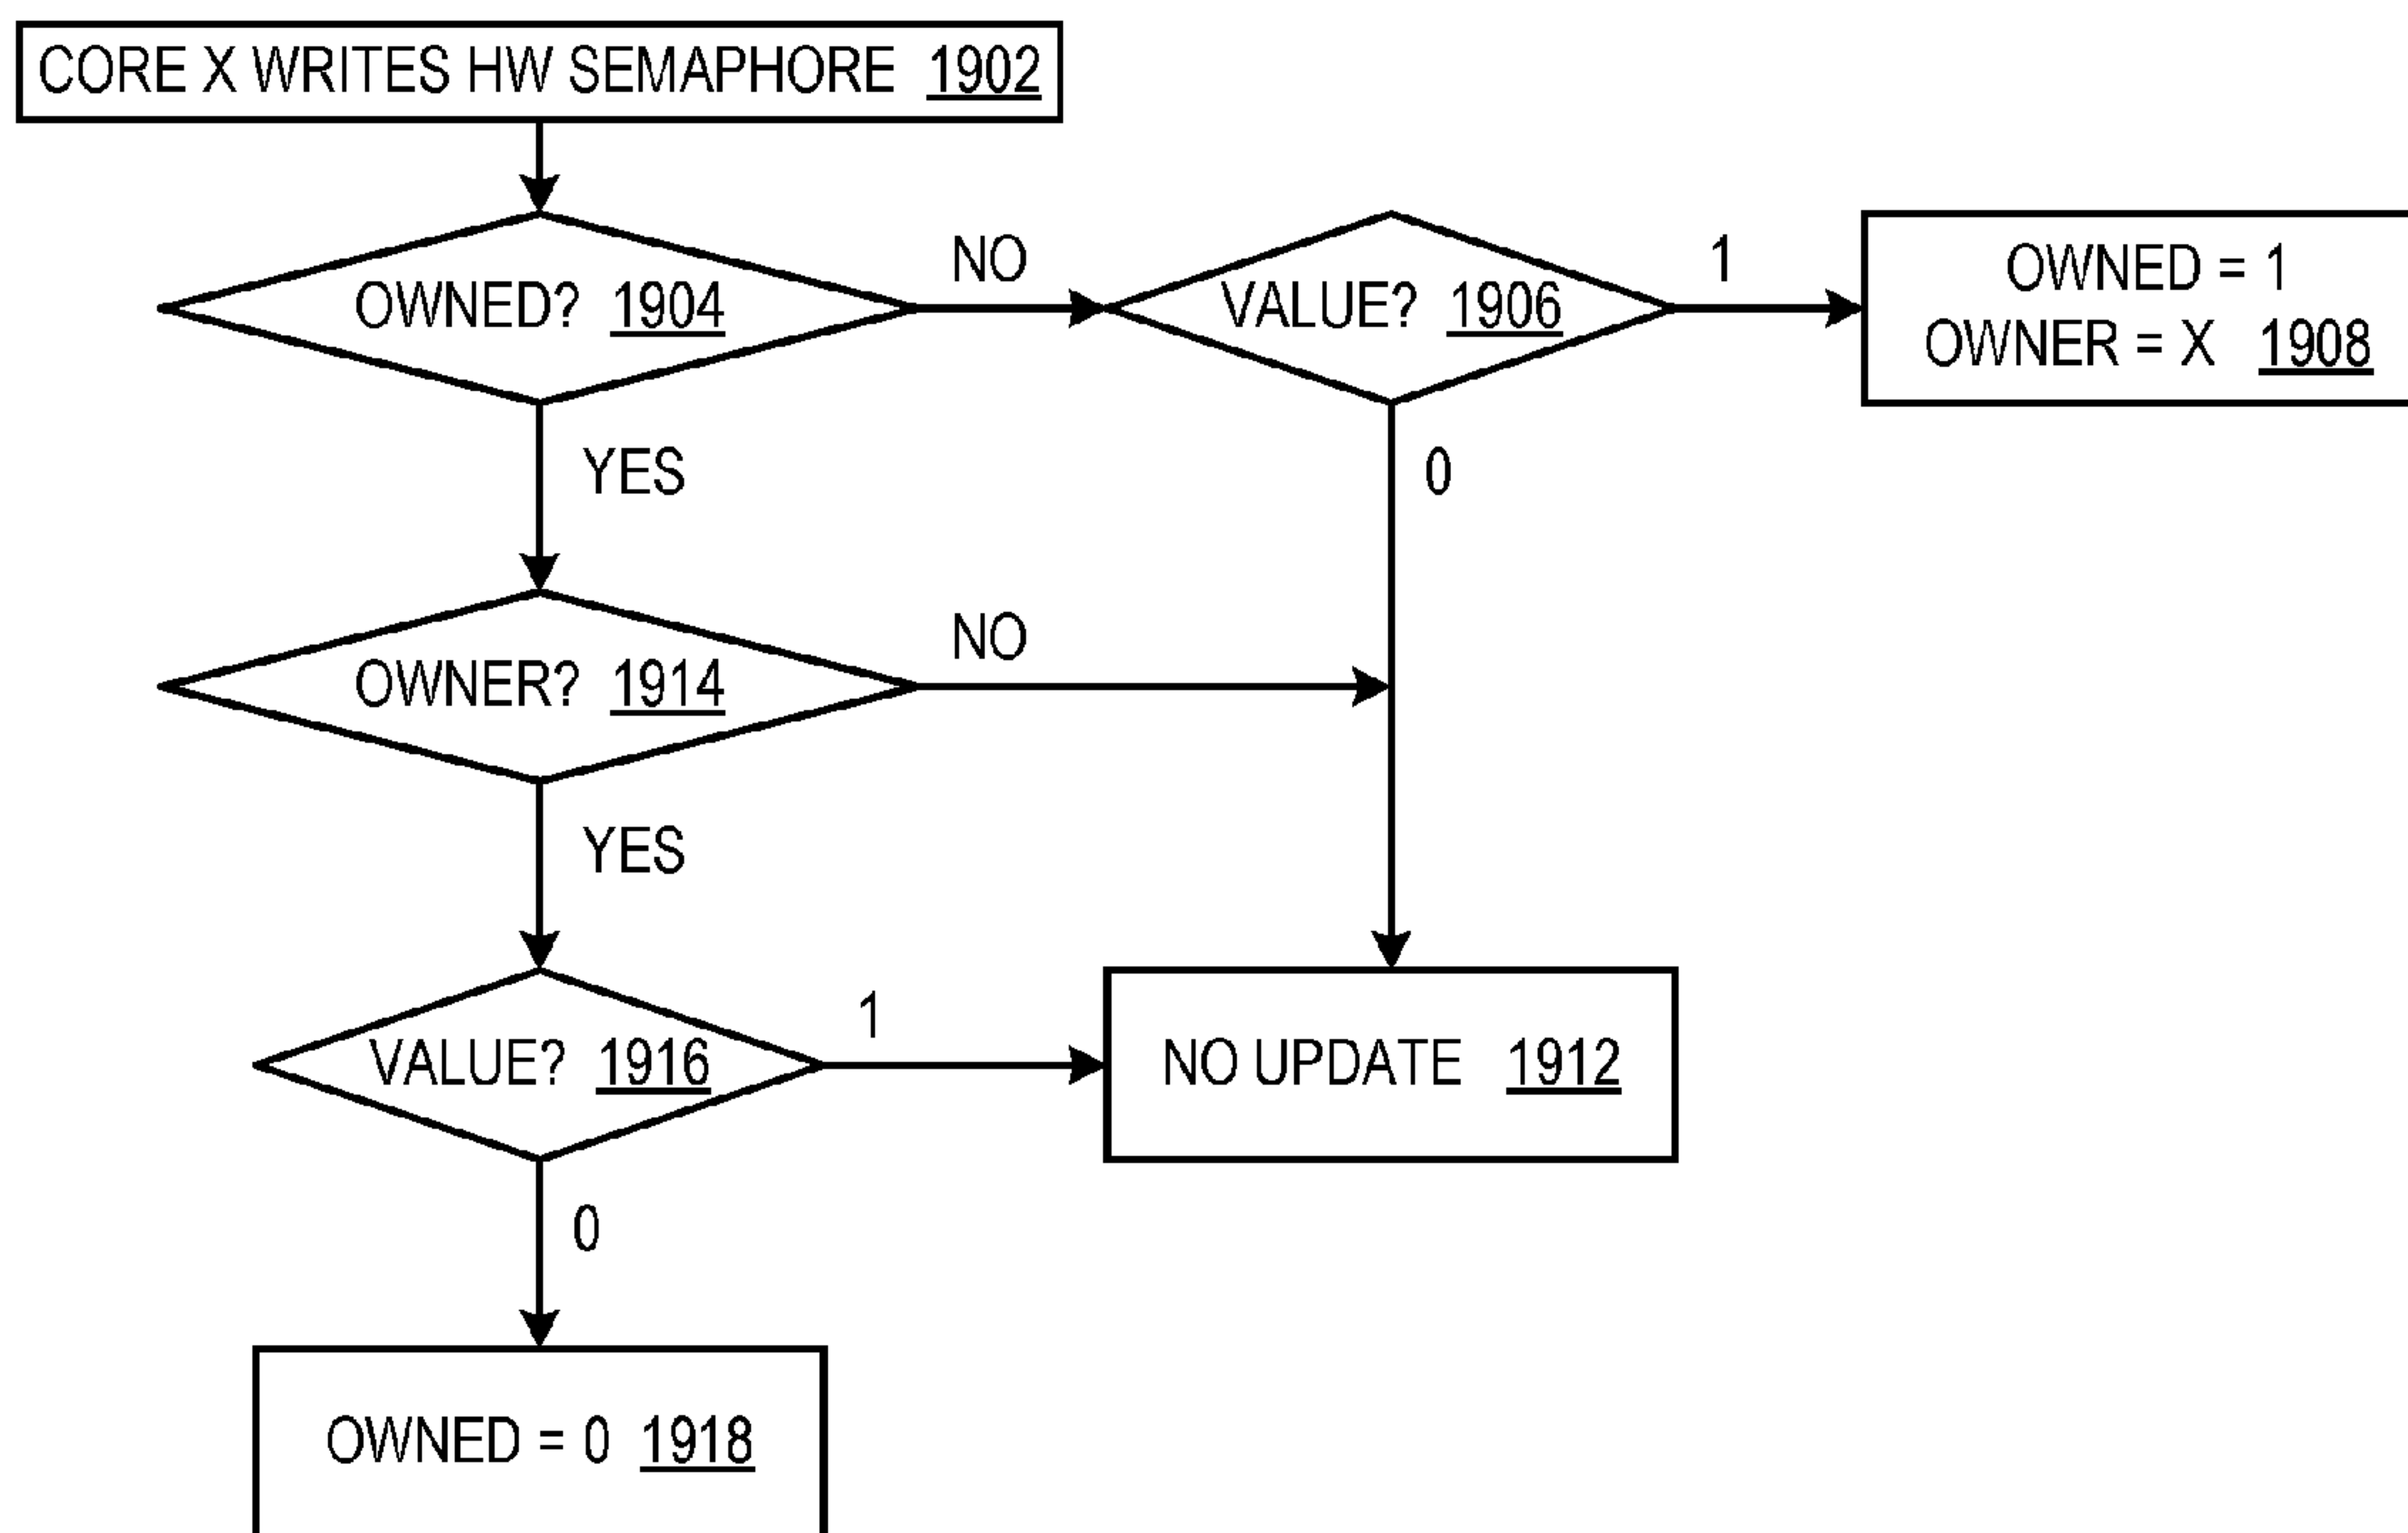 CORE X WRITES HW SEMAPHORE 1902
OWNED? 1904
NO
VALUE? 1906
1
OWNED = 1
OWNER = X 1908
YES
0
OWNER? 1914
NO
YES
VALUE? 1916
1
NO UPDATE 1912
0
OWNED = 0 1918